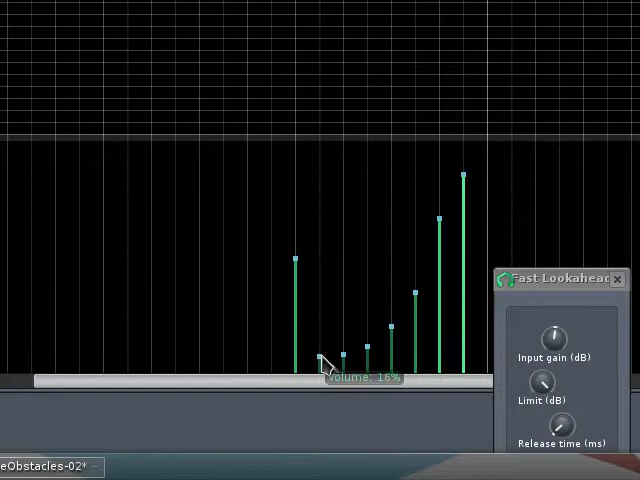 Fast Lookahead
Input gain (dB)
Volume: 16%
Limit (dB)
Release time (ms)
eObstacles-02*